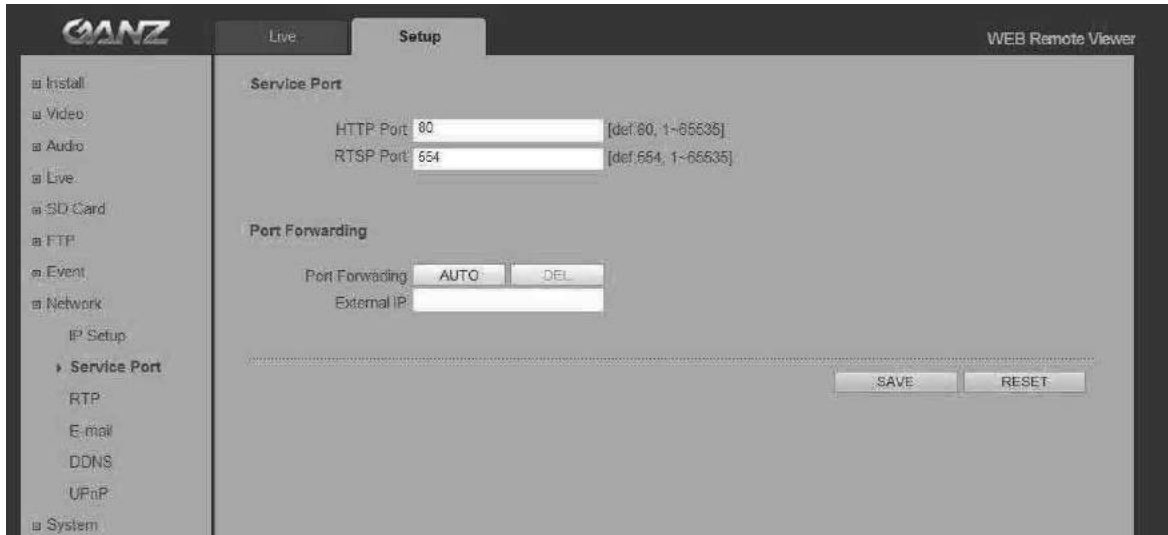 GANZ
Live
Setup
WEB Remote Viewer
Install
Video
Audio
Live
SD Card
FTP
Event
Network
IP Setup
Service Port
RTP
E-mail
DDNS
UPnP
System
Service Port
HTTP Port 80 [def:80, 1~65535]
RTSP Port 554 [def:554, 1~65535]
Port Forwarding
Port Forwading AUTO DEL
External IP
SAVE RESET